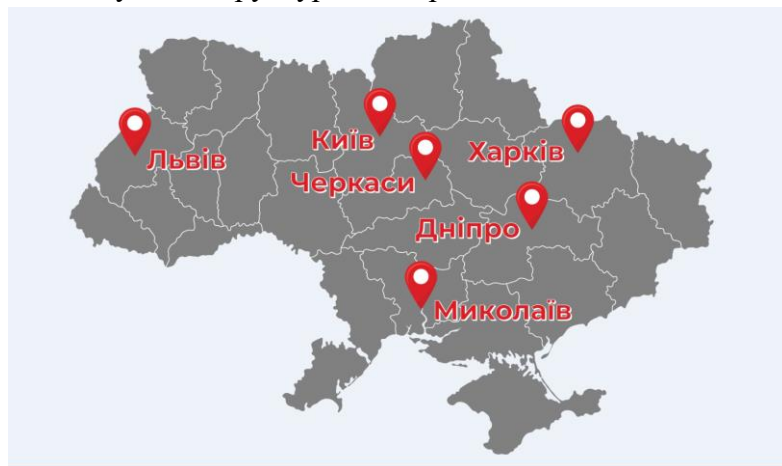 Київ
Львів
Харків
Черкаси
Дніпро
Миколаїв